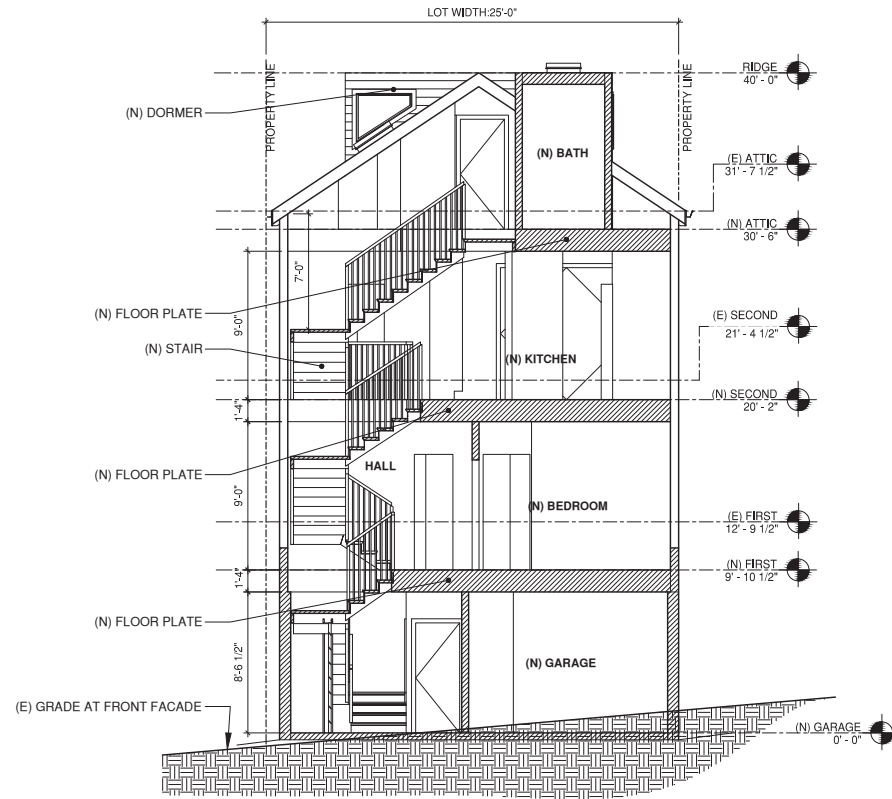 LOT WIDTH:25'-0"
PROPERTY LINE
PROPERTY LINE
RIDGE
40' - 0"
(N) DORMER
(N) BATH
(E) ATTIC
31' - 7 1/2"
(N) ATTIC
30' - 6"
7'-0"
(N) FLOOR PLATE
9'-0"
(E) SECOND
21' - 4 1/2"
(N) STAIR
(N) KITCHEN
(N) SECOND
20' - 2"
1'-4"
(N) FLOOR PLATE
HALL
9'-0"
(N) BEDROOM
(E) FIRST
12' - 9 1/2"
(N) FIRST
9' - 10 1/2"
1'-4"
(N) FLOOR PLATE
8'-6 1/2"
(N) GARAGE
(E) GRADE AT FRONT FACADE
(N) GARAGE
0' - 0"